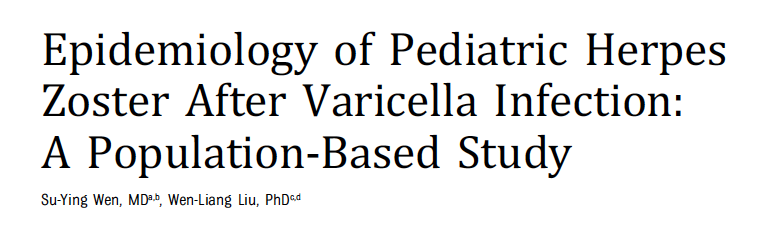 Epidemiology of Pediatric Herpes
Zoster After Varicella Infection:
A Population-Based Study
Su-Ying Wen, MDa,b, Wen-Liang Liu, PhDc,d